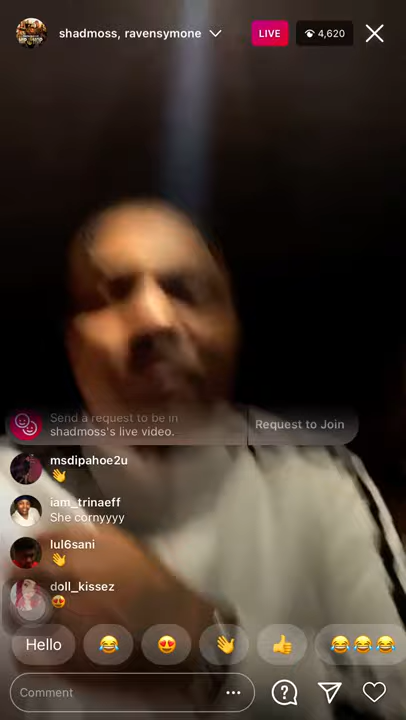 shadmoss, ravensymone
LIVE
4,620
Send a request to be in
shadmoss's live video.
Request to Join
msdipahoe2u
👋
iam_trinaeff
She cornyyyy
lul6sani
👋
doll_kissez
😍
Hello 😂 😍 👋 👍 😂😂😂
Comment